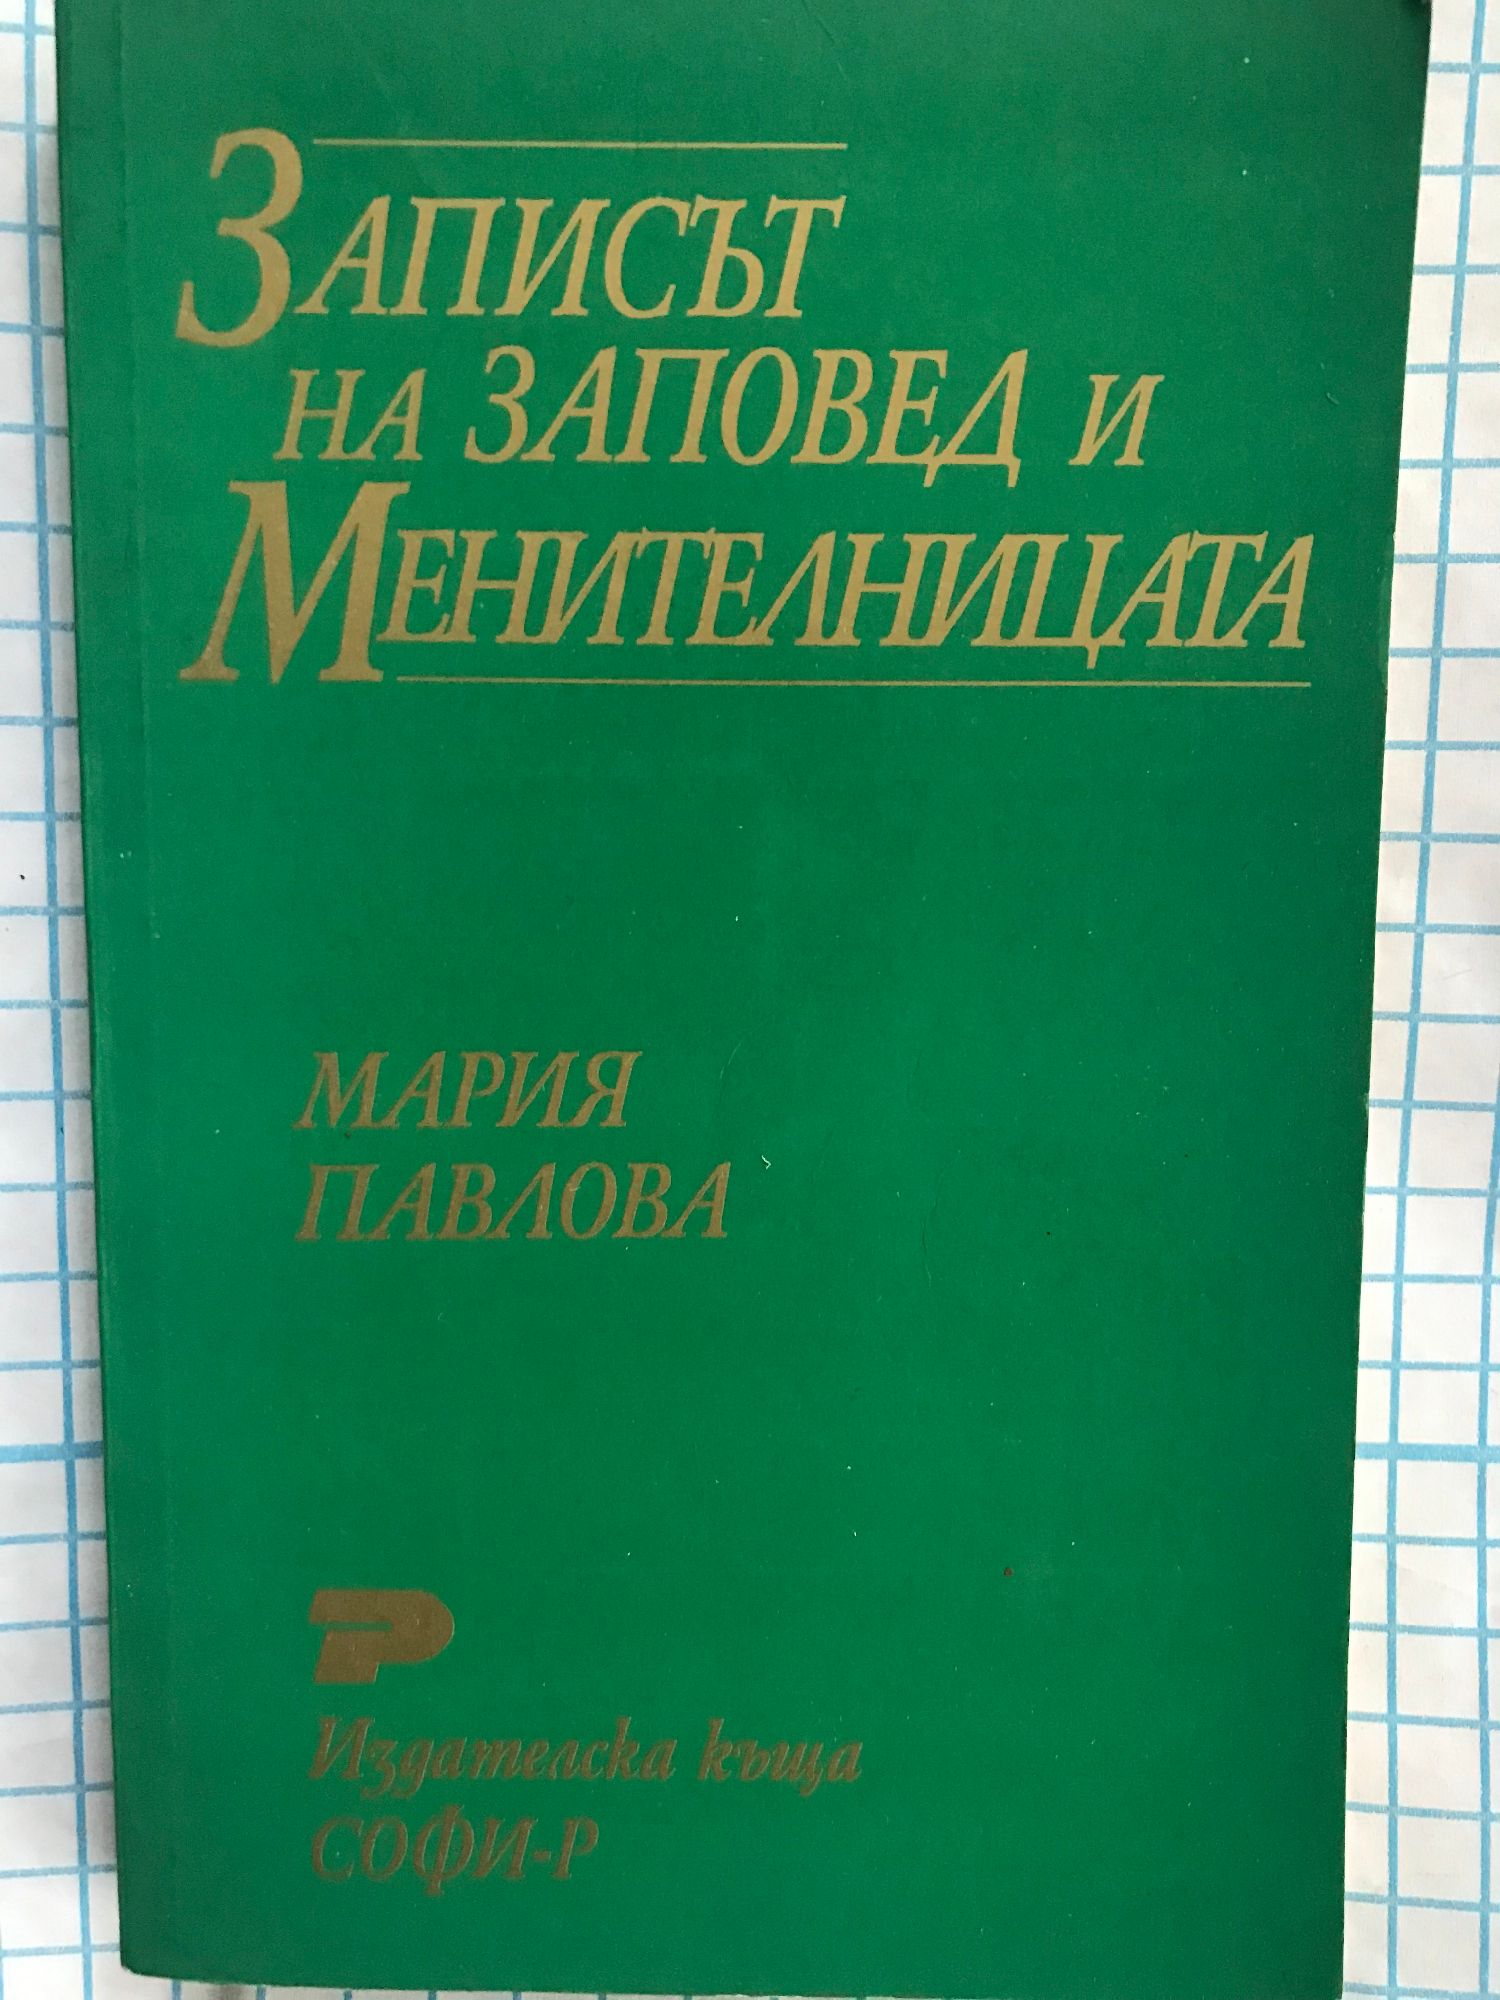 ЗАПИСЪТ
НА ЗАПОВЕД И
МЕНИТЕЛНИЦАТА
МАРИЯ
ПАВЛОВА
Р
Издателска къща
СОФИ-Р